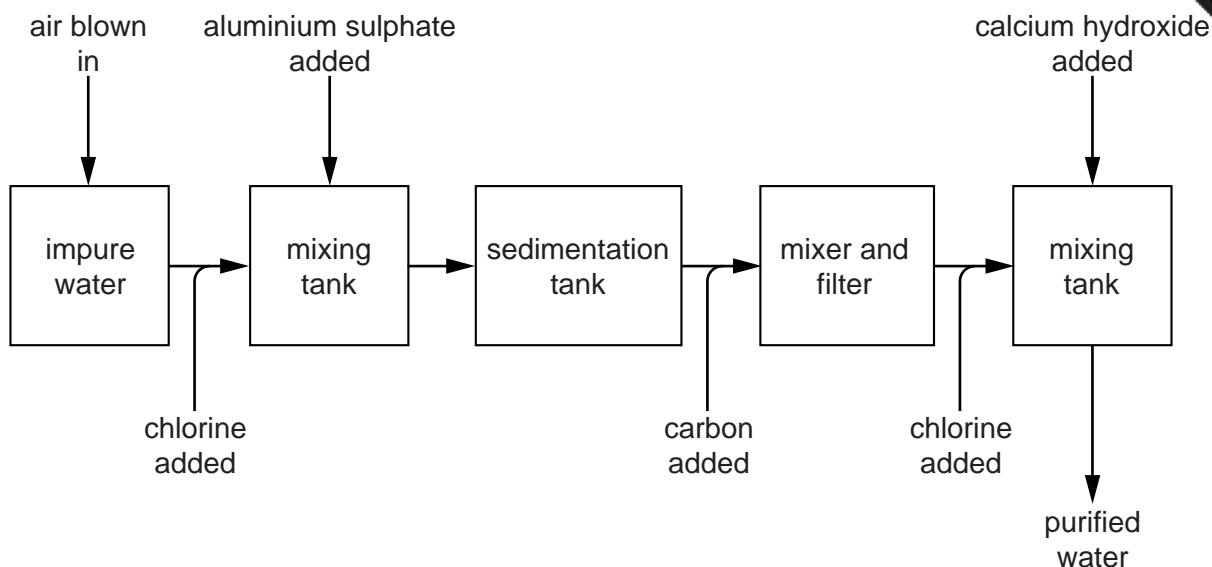 air blown
in
aluminium sulphate
added
calcium hydroxide
added
impure
water
mixing
tank
sedimentation
tank
mixer and
filter
mixing
tank
chlorine
added
carbon
added
chlorine
added
purified
water